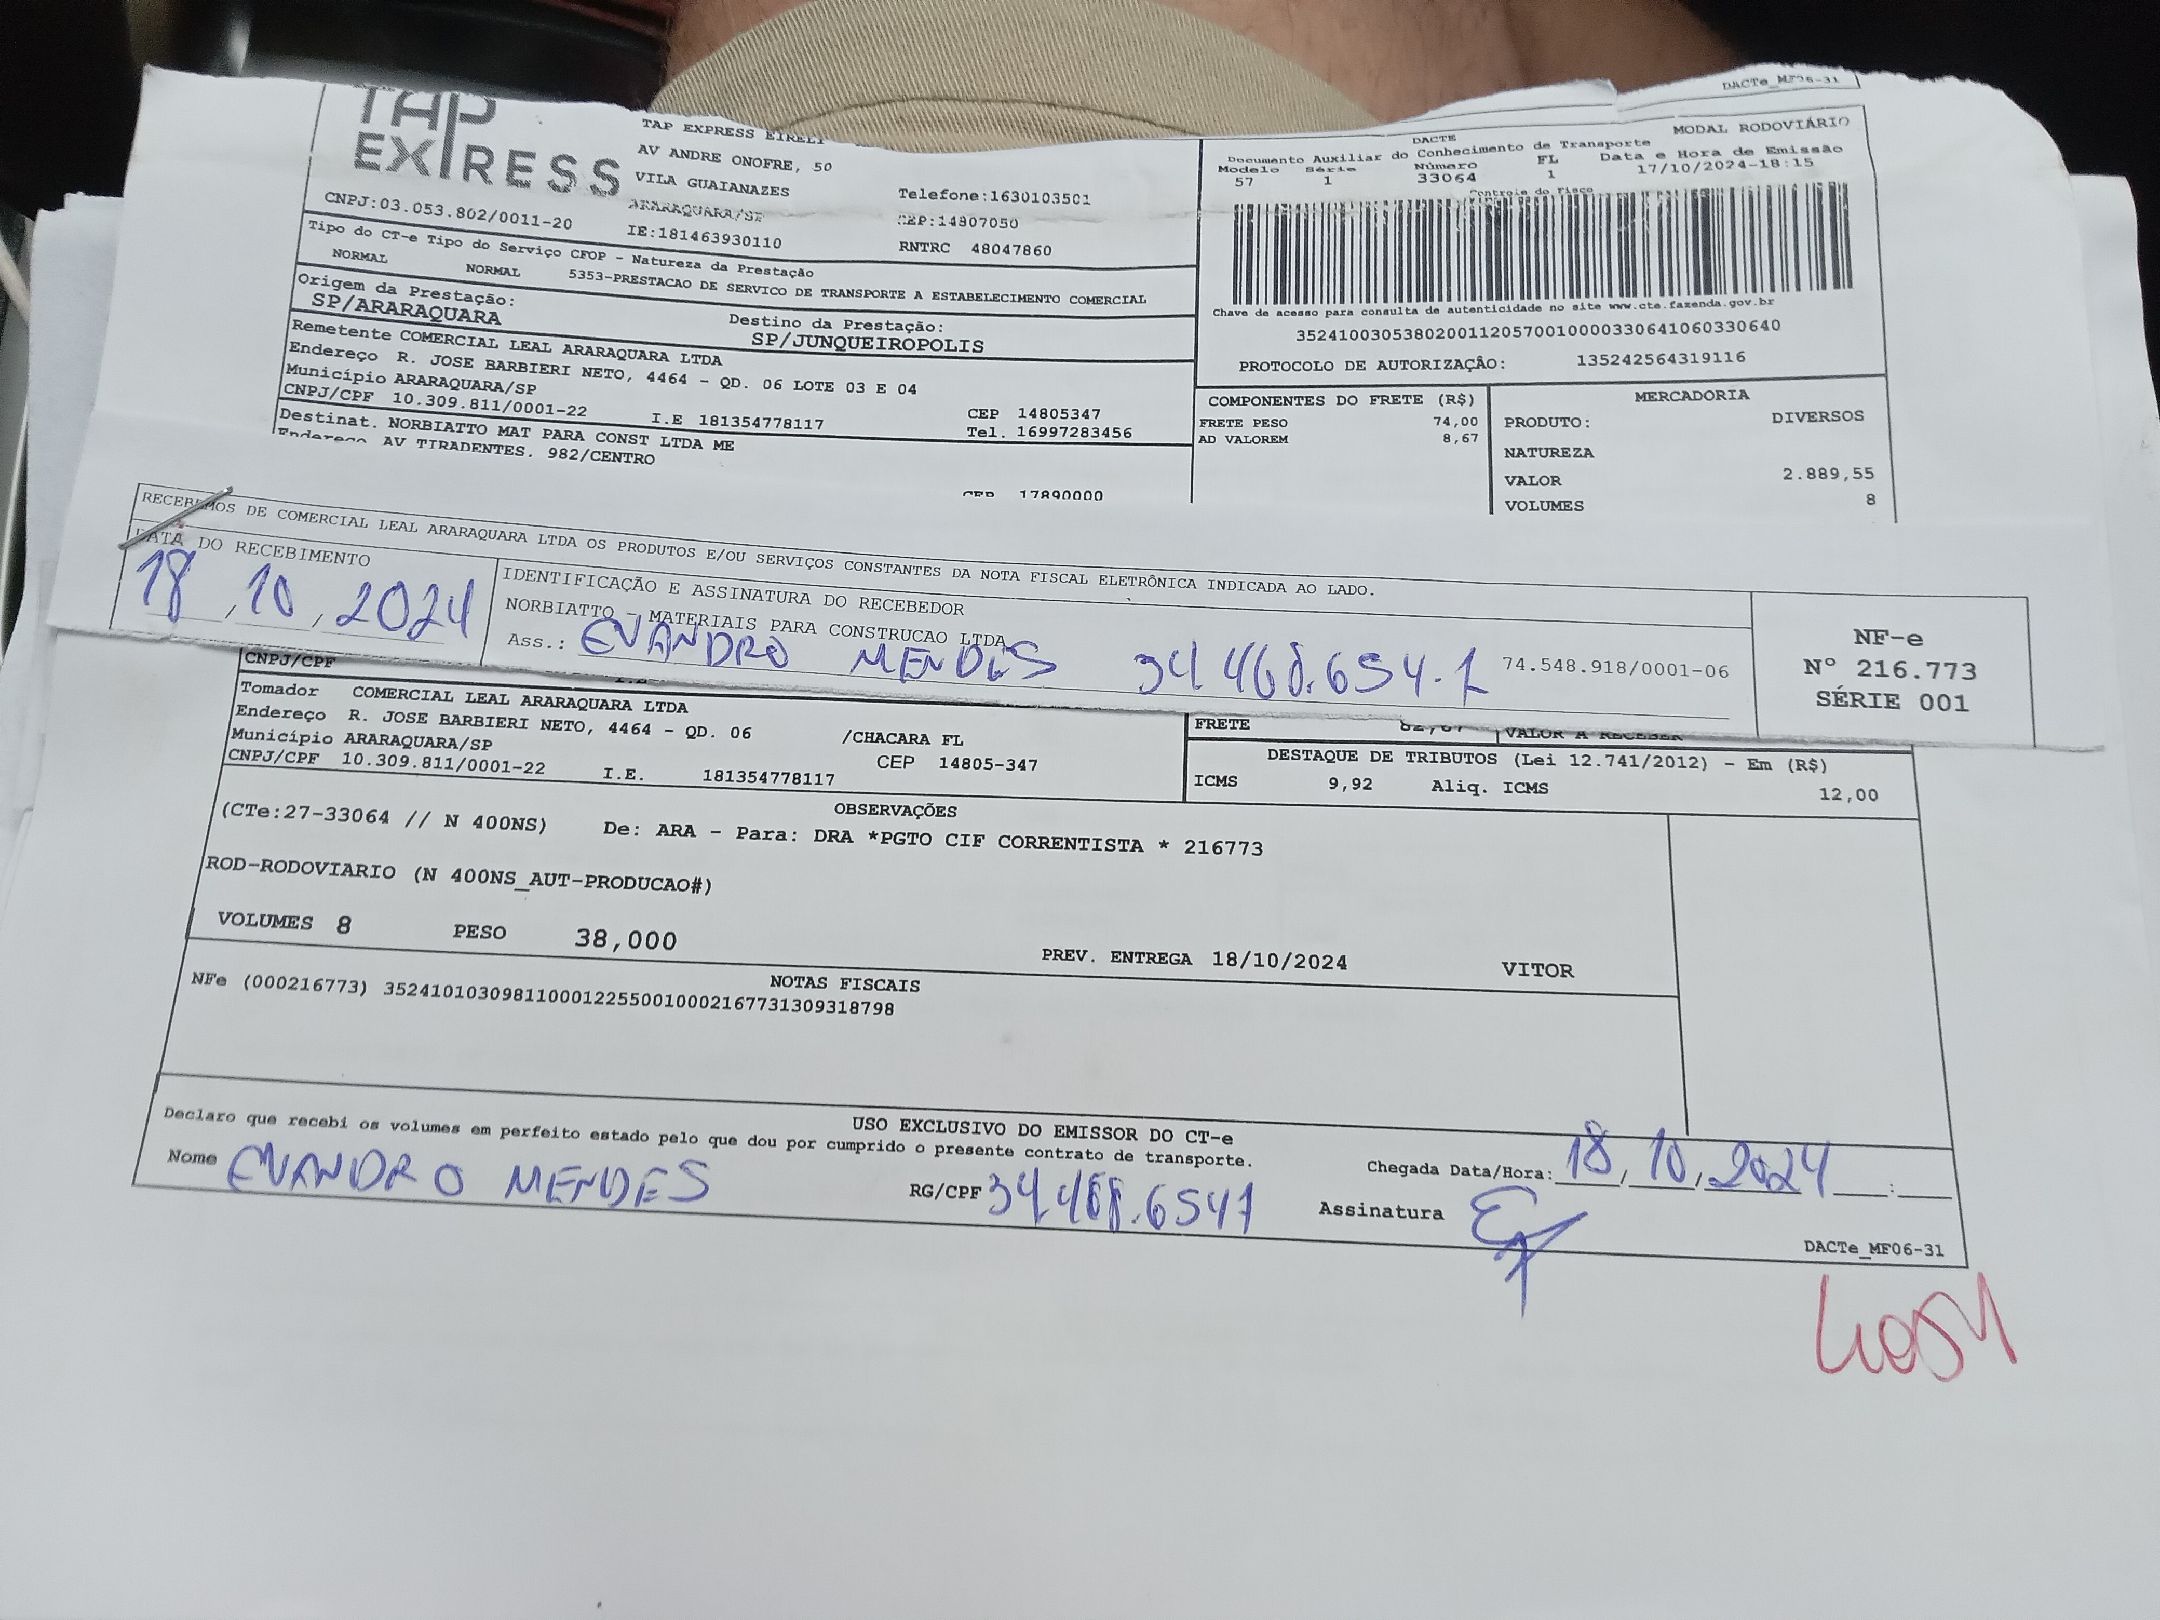 DACTe_MF06-31
TAP EXPRESS
TAP EXPRESS EIRELI
AV ANDRE ONOFRE, 50
VILA GUAIANAZES
ARARAQUARA/SP
Telefone:1630103501
CEP:14807050
CNPJ:03.053.802/0011-20
IE:181463930110
RNTRC 48047860
DACTE
MODAL RODOVIÁRIO
Documento Auxiliar do Conhecimento de Transporte
Modelo Série Número FL Data e Hora de Emissão
57 1 33064 1 17/10/2024-18:15
Controle do Fisco
Chave de acesso para consulta de autenticidade no site www.cte.fazenda.gov.br
35241003053802001120570010000330641060330640
PROTOCOLO DE AUTORIZAÇÂO: 135242564319116
Tipo do CT-e Tipo do Serviço CFOP - Natureza da Prestação
NORMAL NORMAL 5353-PRESTACAO DE SERVICO DE TRANSPORTE A ESTABELECIMENTO COMERCIAL
Origem da Prestação: Destino da Prestação:
SP/ARARAQUARA SP/JUNQUEIROPOLIS
Remetente COMERCIAL LEAL ARARAQUARA LTDA
Endereço R. JOSE BARBIERI NETO, 4464 - QD. 06 LOTE 03 E 04
Município ARARAQUARA/SP CEP 14805347
CNPJ/CPF 10.309.811/0001-22 I.E 181354778117 Tel. 16997283456
Destinat. NORBIATTO MAT PARA CONST LTDA ME
Endereço AV TIRADENTES, 982/CENTRO
CEP 17890000
COMPONENTES DO FRETE (R$)
FRETE PESO 74,00
AD VALOREM 8,67
MERCADORIA
PRODUTO: DIVERSOS
NATUREZA
VALOR 2.889,55
VOLUMES 8
RECEBEMOS DE COMERCIAL LEAL ARARAQUARA LTDA OS PRODUTOS E/OU SERVIÇOS CONSTANTES DA NOTA FISCAL ELETRÔNICA INDICADA AO LADO.
DATA DO RECEBIMENTO
18, 10, 2024
IDENTIFICAÇÃO E ASSINATURA DO RECEBEDOR
NORBIATTO - MATERIAIS PARA CONSTRUCAO LTDA
Ass.: EVANDRO MENDES 34.468.654.1 74.548.918/0001-06
NF-e
Nº 216.773
SÉRIE 001
CNPJ/CPF
Tomador COMERCIAL LEAL ARARAQUARA LTDA
Endereço R. JOSE BARBIERI NETO, 4464 - QD. 06 /CHACARA FL
Município ARARAQUARA/SP CEP 14805-347
CNPJ/CPF 10.309.811/0001-22 I.E. 181354778117
FRETE 82,67 VALOR A RECEBER
DESTAQUE DE TRIBUTOS (Lei 12.741/2012) - Em (R$)
ICMS 9,92 Aliq. ICMS 12,00
OBSERVAÇÕES
(CTe:27-33064 // N 400NS) De: ARA - Para: DRA *PGTO CIF CORRENTISTA * 216773
ROD-RODOVIARIO (N 400NS_AUT-PRODUCAO#)
VOLUMES 8 PESO 38,000 PREV. ENTREGA 18/10/2024 VITOR
NOTAS FISCAIS
NFe (000216773) 35241010309811000122550010002167731309318798
USO EXCLUSIVO DO EMISSOR DO CT-e
Declaro que recebi os volumes em perfeito estado pelo que dou por cumprido o presente contrato de transporte.
Chegada Data/Hora: 18, 10, 2024 :
Nome EVANDRO MENDES RG/CPF 34.468.6541 Assinatura
DACTe_MF06-31